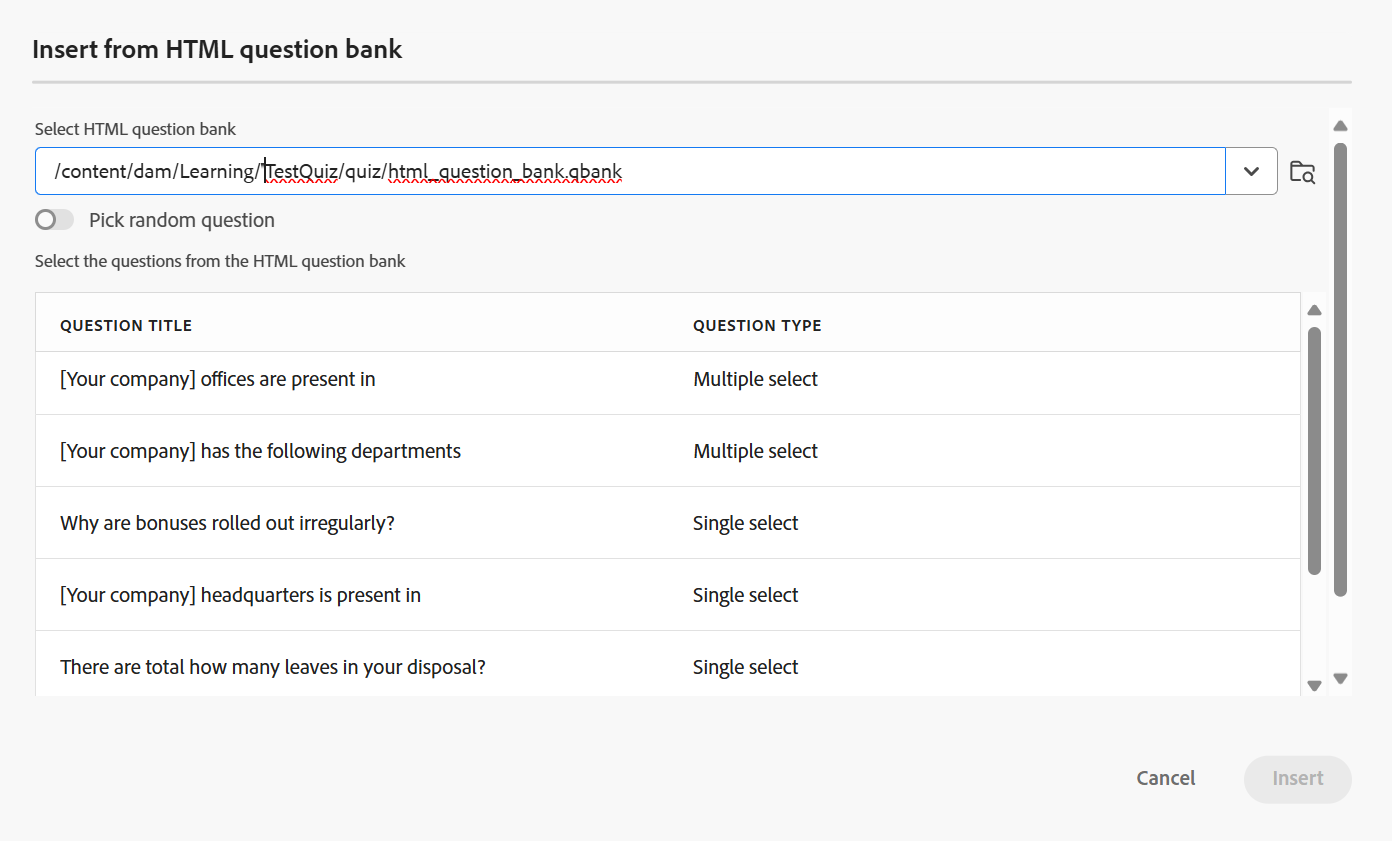 Insert from HTML question bank
Select HTML question bank
/content/dam/Learning/TestQuiz/quiz/html_question_bank.qbank
Pick random question
Select the questions from the HTML question bank
QUESTION TITLE QUESTION TYPE
[Your company] offices are present in Multiple select
[Your company] has the following departments Multiple select
Why are bonuses rolled out irregularly? Single select
[Your company] headquarters is present in Single select
There are total how many leaves in your disposal? Single select
Cancel Insert